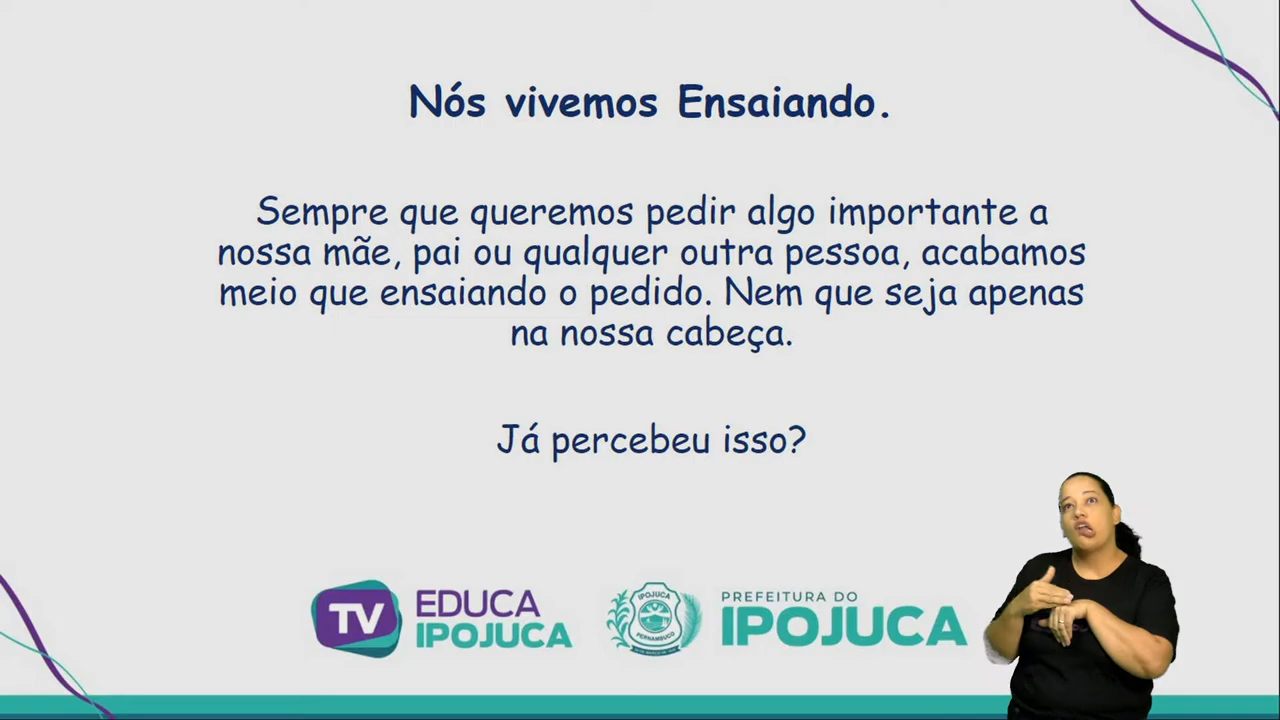 Nós vivemos Ensaiando.
Sempre que queremos pedir algo importante a
nossa mãe, pai ou qualquer outra pessoa, acabamos
meio que ensaiando o pedido. Nem que seja apenas
na nossa cabeça.
Já percebeu isso?
TV EDUCA
IPOJUCA
IPOJUCA
PERNAMBUCO
PREFEITURA DO
IPOJUCA